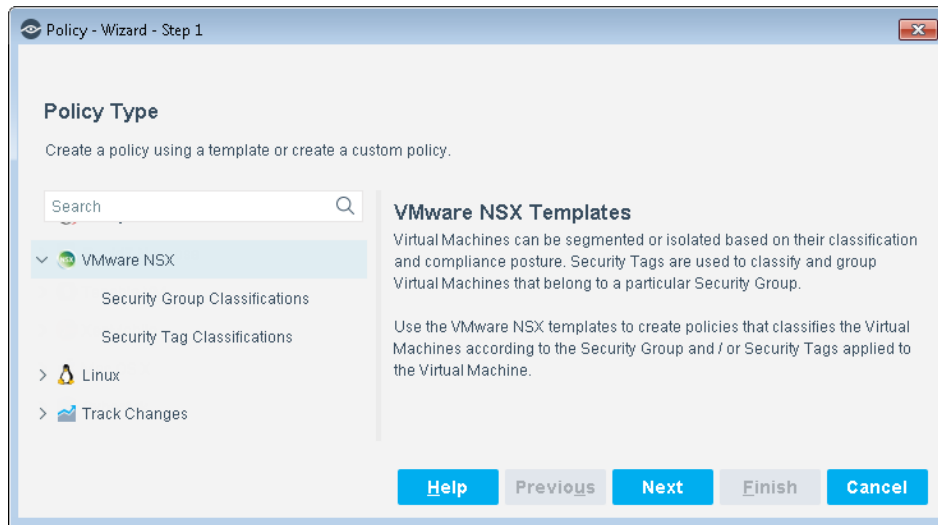 Policy - Wizard - Step 1
Policy Type
Create a policy using a template or create a custom policy.
Search
VMware NSX
Security Group Classifications
Security Tag Classifications
Linux
Track Changes
VMware NSX Templates
Virtual Machines can be segmented or isolated based on their classification
and compliance posture. Security Tags are used to classify and group
Virtual Machines that belong to a particular Security Group.
Use the VMware NSX templates to create policies that classifies the Virtual
Machines according to the Security Group and / or Security Tags applied to
the Virtual Machine.
Help
Previous
Next
Finish
Cancel